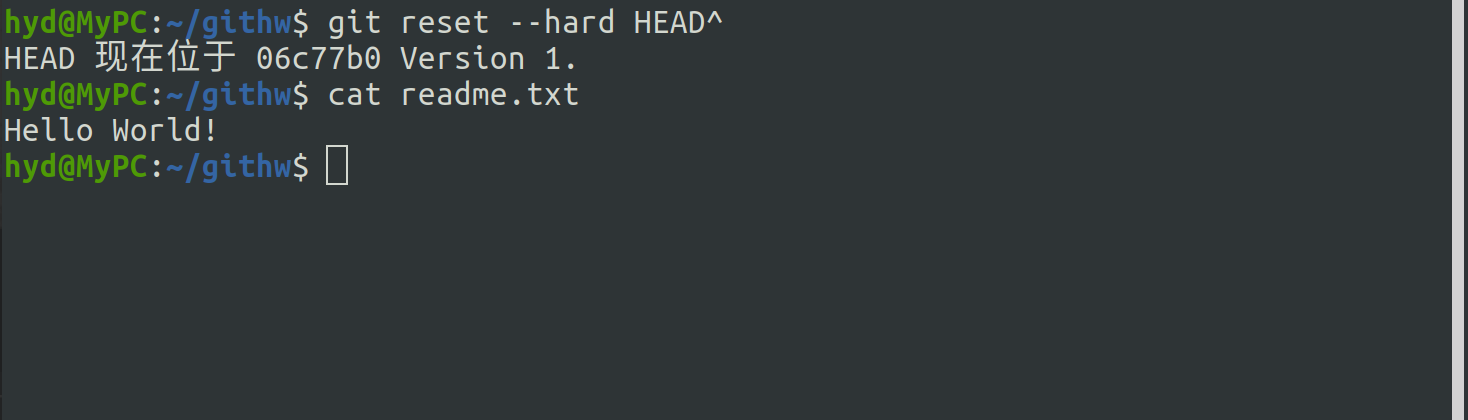 hyd@MyPC:~/githw$ git reset --hard HEAD^
HEAD 现在位于 06c77b0 Version 1.
hyd@MyPC:~/githw$ cat readme.txt
Hello World!
hyd@MyPC:~/githw$